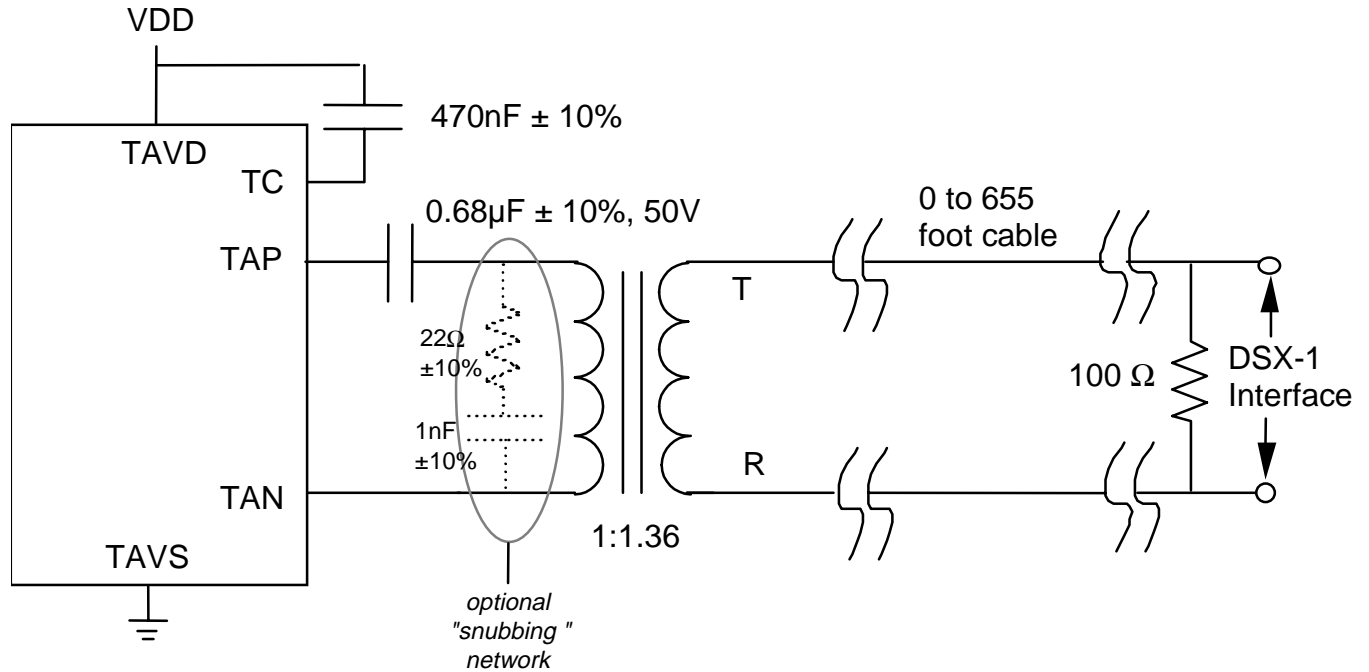 VDD
470nF ± 10%
TAVD
TC
0.68µF ± 10%, 50V
0 to 655
foot cable
TAP
T
22Ω
±10%
100 Ω
DSX-1
Interface
1nF
±10%
R
TAN
1:1.36
TAVS
optional
"snubbing "
network